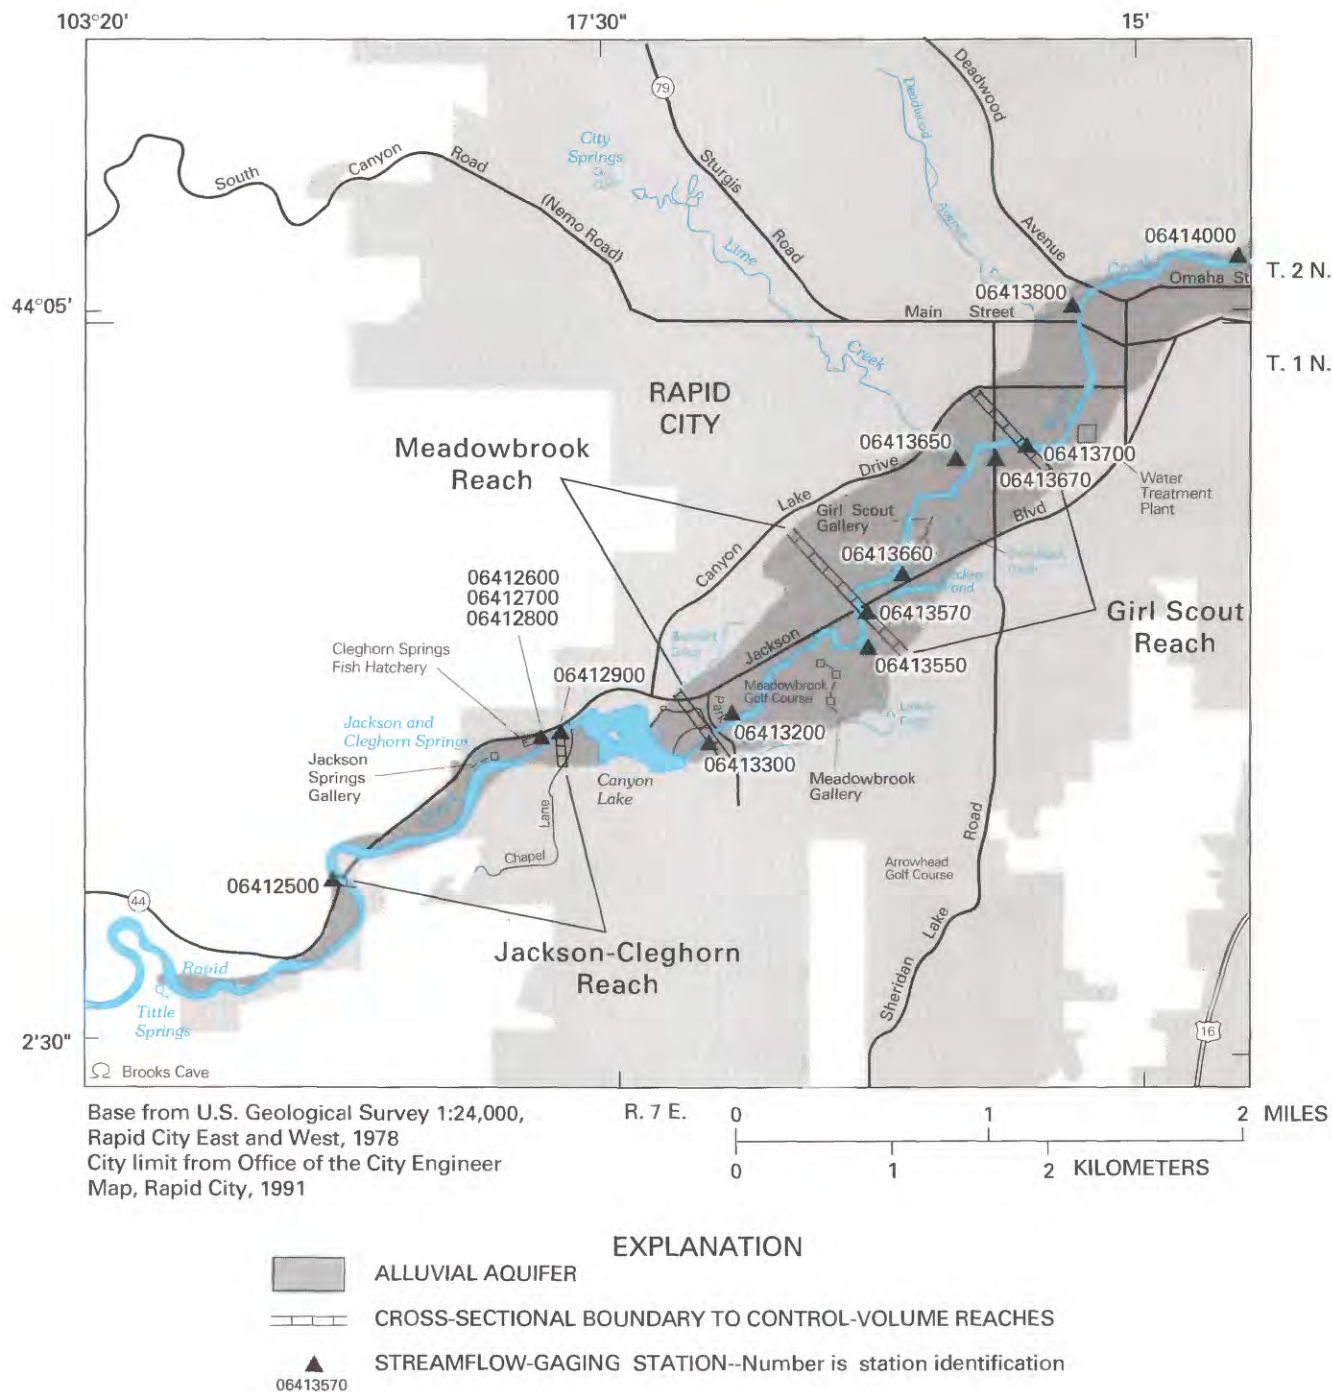 103°20' 17'30" 15'
79
Deadwood
Deadwood
City
Springs
Canyon
Road
South
Sturgis
(Nemo Road)
Avenue
Avenue
Lime
Road
06414000
Creek
T. 2 N.
Omaha St
06413800
44°05'
Main Street
Creek
T. 1 N.
RAPID
CITY
Meadowbrook
Reach
06413650
06413700
Drive
06413670
Water
Treatment
Plant
Lake
Girl Scout
Gallery
Blvd
Canyon
06413660
06412600
06412700
06412800
06413570
Girl Scout
Reach
Jackson
06413550
Cleghorn Springs
Fish Hatchery
06412900
Meadowbrook
Golf Course
Park
Jackson and
Cleghorn Springs
06413200
Jackson
Springs
Gallery
06413300
Canyon
Lake
Meadowbrook
Gallery
Lane
Road
Chapel
Arrowhead
Golf Course
06412500
44
Lake
Jackson-Cleghorn
Reach
Rapid
Sheridan
Tittle
Springs
16
2'30"
Brooks Cave
Base from U.S. Geological Survey 1:24,000,
Rapid City East and West, 1978
City limit from Office of the City Engineer
Map, Rapid City, 1991
R. 7 E.
0 1 2 MILES
0 1 2 KILOMETERS
EXPLANATION
ALLUVIAL AQUIFER
CROSS-SECTIONAL BOUNDARY TO CONTROL-VOLUME REACHES
STREAMFLOW-GAGING STATION--Number is station identification
06413570